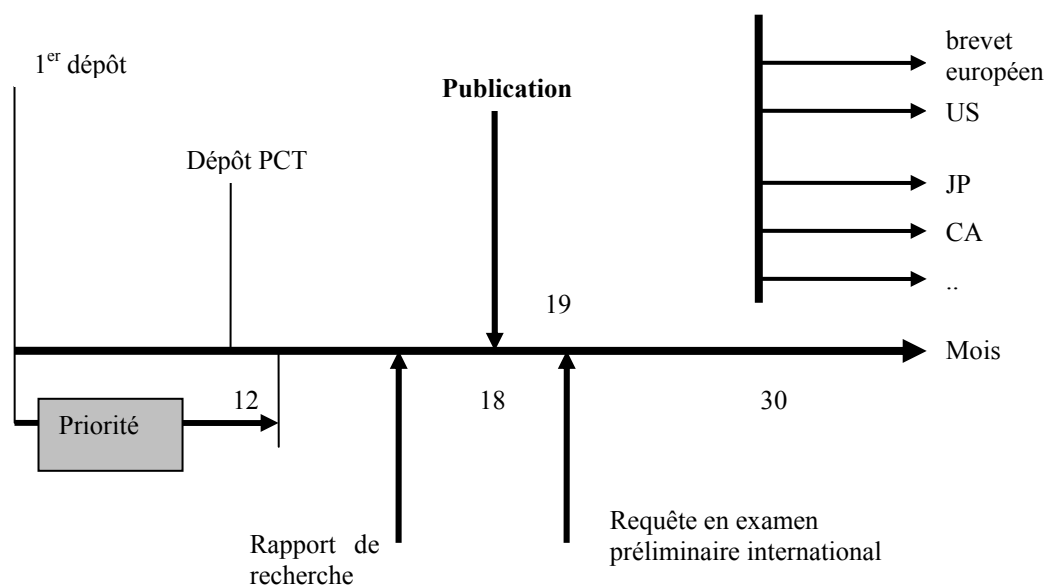 1er dépôt
brevet
européen
Publication
US
Dépôt PCT
JP
CA
..
19
Mois
12
18
30
Priorité
Requête en examen
préliminaire international
Rapport de
recherche